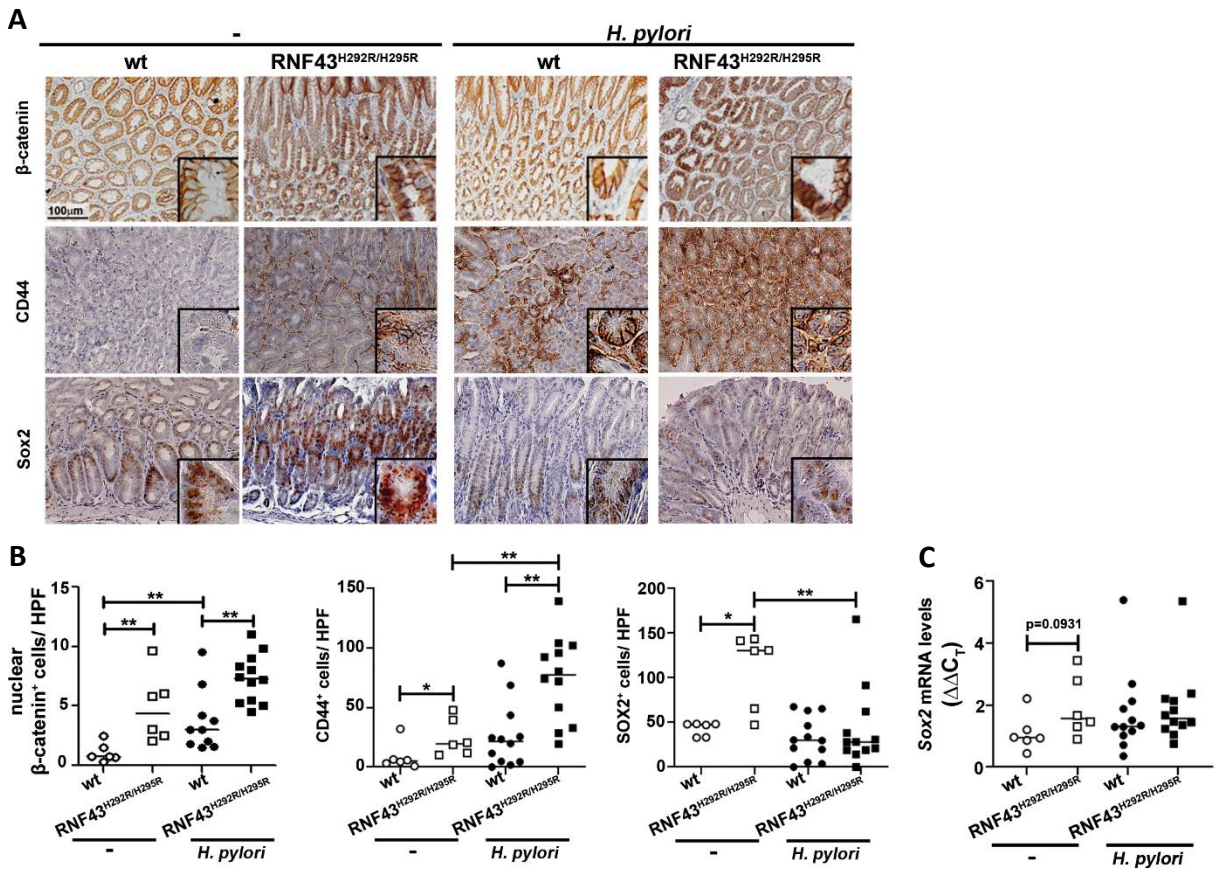 A
- H. pylori
wt RNF43H292R/H295R wt RNF43H292R/H295R
β-catenin
100μm
CD44
Sox2
B
C
nuclear
β-catenin+ cells/ HPF
15
10
5
0
**
**
**
wt
RNF43H292R/H295R
wt
RNF43H292R/H295R
- H. pylori
CD44+ cells/ HPF
150
100
50
0
*
**
**
wt
RNF43H292R/H295R
wt
RNF43H292R/H295R
- H. pylori
SOX2+ cells/ HPF
200
150
100
50
0
*
**
wt
RNF43H292R/H295R
wt
RNF43H292R/H295R
- H. pylori
Sox2 mRNA levels
(ΔΔCT)
6
4
2
0
p=0.0931
wt
RNF43H292R/H295R
wt
RNF43H292R/H295R
- H. pylori